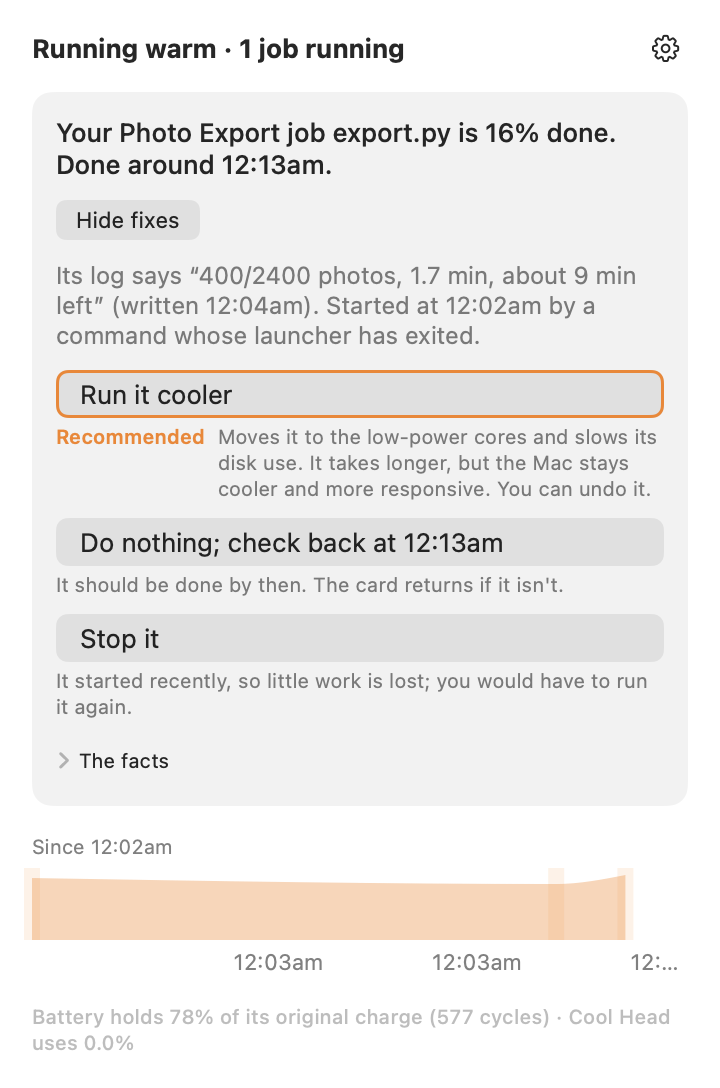 Running warm · 1 job running
Your Photo Export job export.py is 16% done.
Done around 12:13am.
Hide fixes
Its log says “400/2400 photos, 1.7 min, about 9 min
left” (written 12:04am). Started at 12:02am by a
command whose launcher has exited.
Run it cooler
Recommended Moves it to the low-power cores and slows its
disk use. It takes longer, but the Mac stays
cooler and more responsive. You can undo it.
Do nothing; check back at 12:13am
It should be done by then. The card returns if it isn't.
Stop it
It started recently, so little work is lost; you would have to run
it again.
The facts
Since 12:02am
12:03am 12:03am 12:...
Battery holds 78% of its original charge (577 cycles) · Cool Head
uses 0.0%